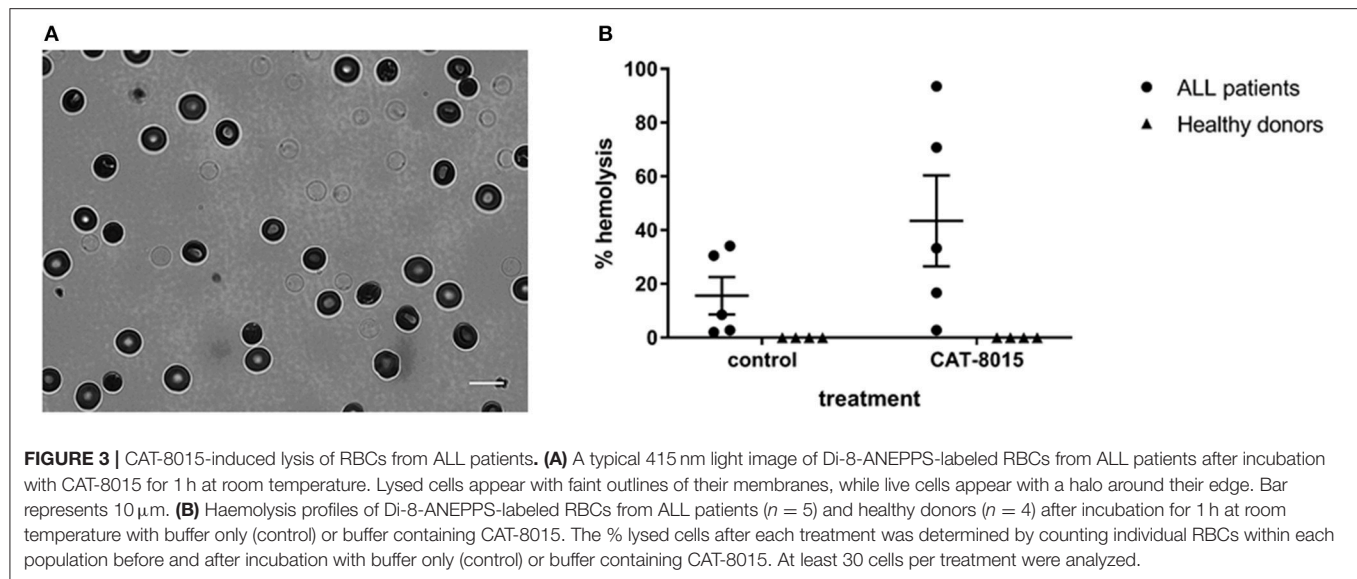 A
B
100
80
60
40
20
0
% hemolysis
control
CAT-8015
treatment
ALL patients
Healthy donors
FIGURE 3 | CAT-8015-induced lysis of RBCs from ALL patients. (A) A typical 415 nm light image of Di-8-ANEPPS-labeled RBCs from ALL patients after incubation
with CAT-8015 for 1 h at room temperature. Lysed cells appear with faint outlines of their membranes, while live cells appear with a halo around their edge. Bar
represents 10 μm. (B) Haemolysis profiles of Di-8-ANEPPS-labeled RBCs from ALL patients (n = 5) and healthy donors (n = 4) after incubation for 1 h at room
temperature with buffer only (control) or buffer containing CAT-8015. The % lysed cells after each treatment was determined by counting individual RBCs within each
population before and after incubation with buffer only (control) or buffer containing CAT-8015. At least 30 cells per treatment were analyzed.